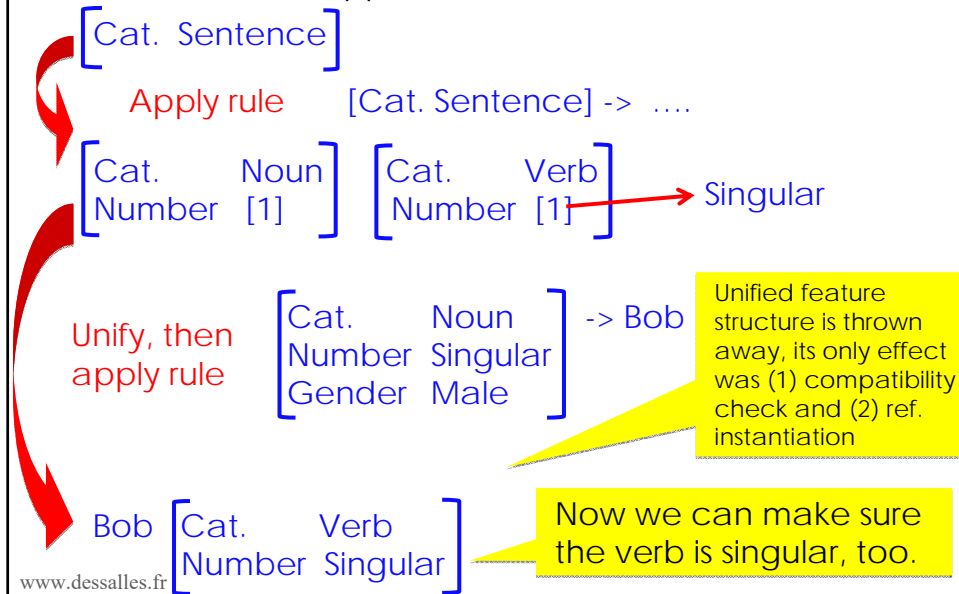 Cat. Sentence
Apply rule [Cat. Sentence] -> ....
Cat. Noun Cat. Verb
Number [1] Number [1] Singular
Unify, then
apply rule
Cat. Noun -> Bob
Number Singular
Gender Male
Unified feature
structure is thrown
away, its only effect
was (1) compatibility
check and (2) ref.
instantiation
Bob Cat. Verb
Number Singular
Now we can make sure
the verb is singular, too.
www.dessalles.fr